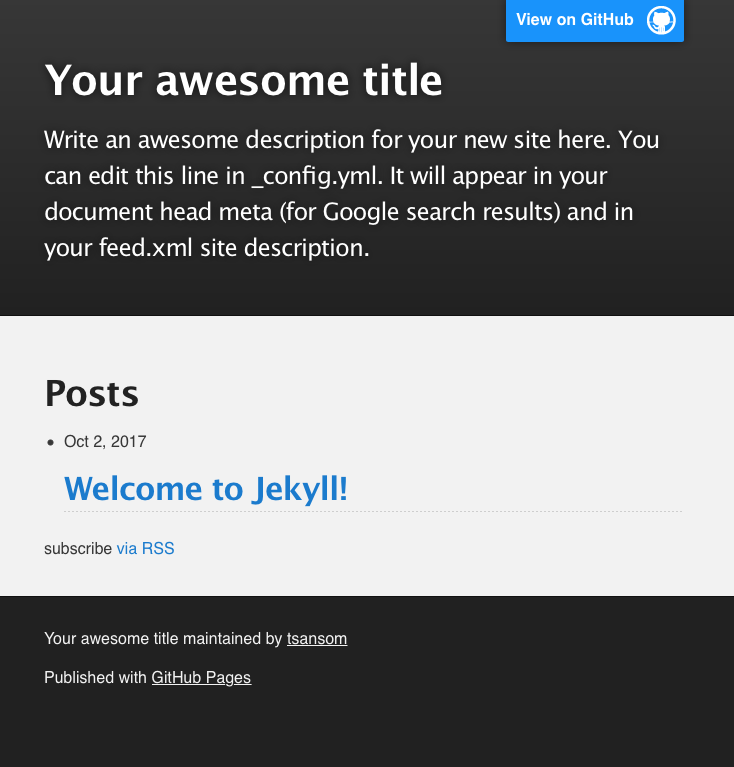 View on GitHub
Your awesome title
Write an awesome description for your new site here. You
can edit this line in _config.yml. It will appear in your
document head meta (for Google search results) and in
your feed.xml site description.
Posts
Oct 2, 2017
Welcome to Jekyll!
subscribe via RSS
Your awesome title maintained by tsansom
Published with GitHub Pages